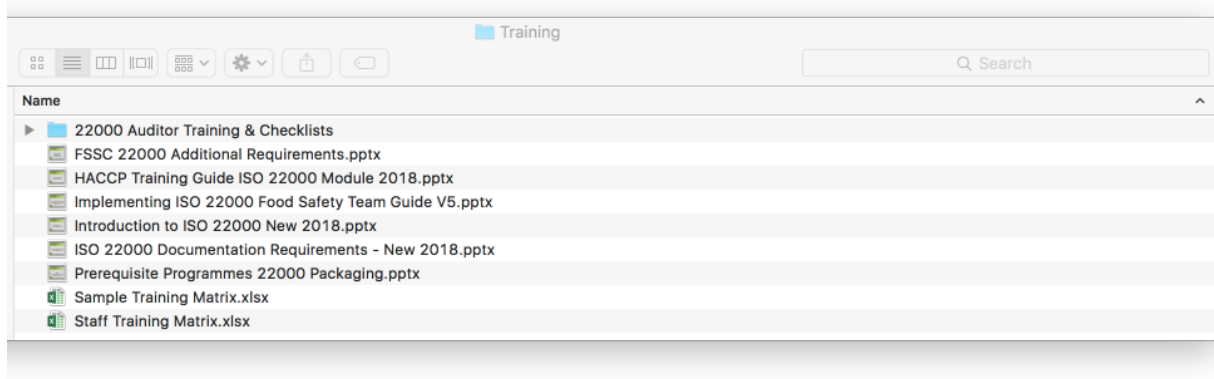 Training
Search
Name
22000 Auditor Training & Checklists
FSSC 22000 Additional Requirements.pptx
HACCP Training Guide ISO 22000 Module 2018.pptx
Implementing ISO 22000 Food Safety Team Guide V5.pptx
Introduction to ISO 22000 New 2018.pptx
ISO 22000 Documentation Requirements - New 2018.pptx
Prerequisite Programmes 22000 Packaging.pptx
Sample Training Matrix.xlsx
Staff Training Matrix.xlsx